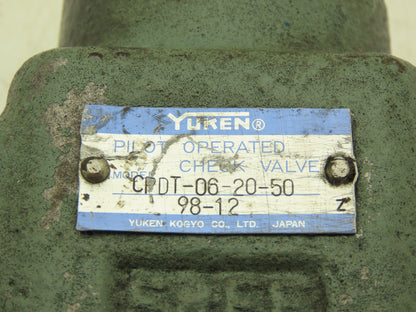 YUKEN®
PILOT OPERATED
CHECK VALVE
MODEL CPDT-06-20-50
98-12 Z
YUKEN KOGYO CO., LTD. JAPAN